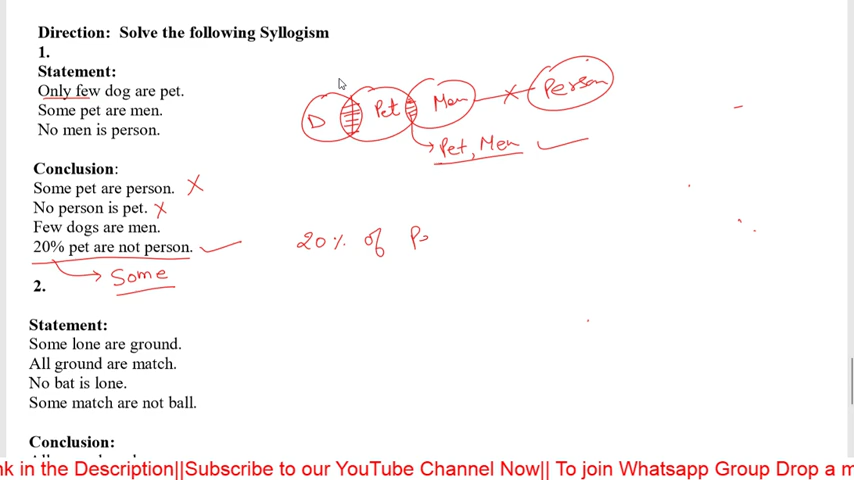 Direction: Solve the following Syllogism
1.
Statement:
Only few dog are pet.
Some pet are men.
No men is person.
D Pet Men Person
Pet, Men
Conclusion:
Some pet are person.
No person is pet.
Few dogs are men.
20% pet are not person.
20% of
Some
2.
Statement:
Some lone are ground.
All ground are match.
No bat is lone.
Some match are not ball.
Conclusion:
nk in the Description||Subscribe to our YouTube Channel Now|| To join Whatsapp Group Drop a m